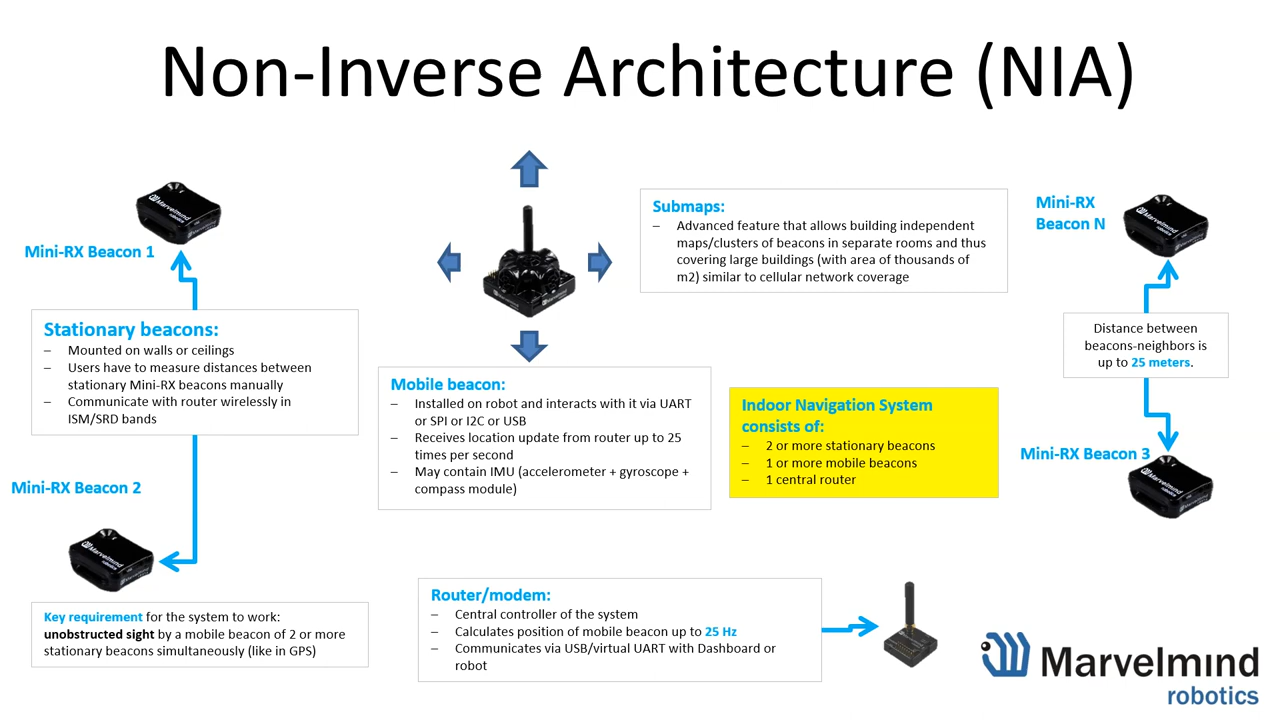 Non-Inverse Architecture (NIA)
Marvelmind
robotics
Mini-RX Beacon 1
Stationary beacons:
– Mounted on walls or ceilings
– Users have to measure distances between
stationary Mini-RX beacons manually
– Communicate with router wirelessly in
ISM/SRD bands
Mini-RX Beacon 2
Marvelmind
robotics
Key requirement for the system to work:
unobstructed sight by a mobile beacon of 2 or more
stationary beacons simultaneously (like in GPS)
Mobile beacon:
– Installed on robot and interacts with it via UART
or SPI or I2C or USB
– Receives location update from router up to 25
times per second
– May contain IMU (accelerometer + gyroscope +
compass module)
Submaps:
– Advanced feature that allows building independent
maps/clusters of beacons in separate rooms and thus
covering large buildings (with area of thousands of
m2) similar to cellular network coverage
Indoor Navigation System
consists of:
– 2 or more stationary beacons
– 1 or more mobile beacons
– 1 central router
Router/modem:
– Central controller of the system
– Calculates position of mobile beacon up to 25 Hz
– Communicates via USB/virtual UART with Dashboard or
robot
Mini-RX
Beacon N
Marvelmind
robotics
Distance between
beacons-neighbors is
up to 25 meters.
Mini-RX Beacon 3
Marvelmind
robotics
Marvelmind
robotics